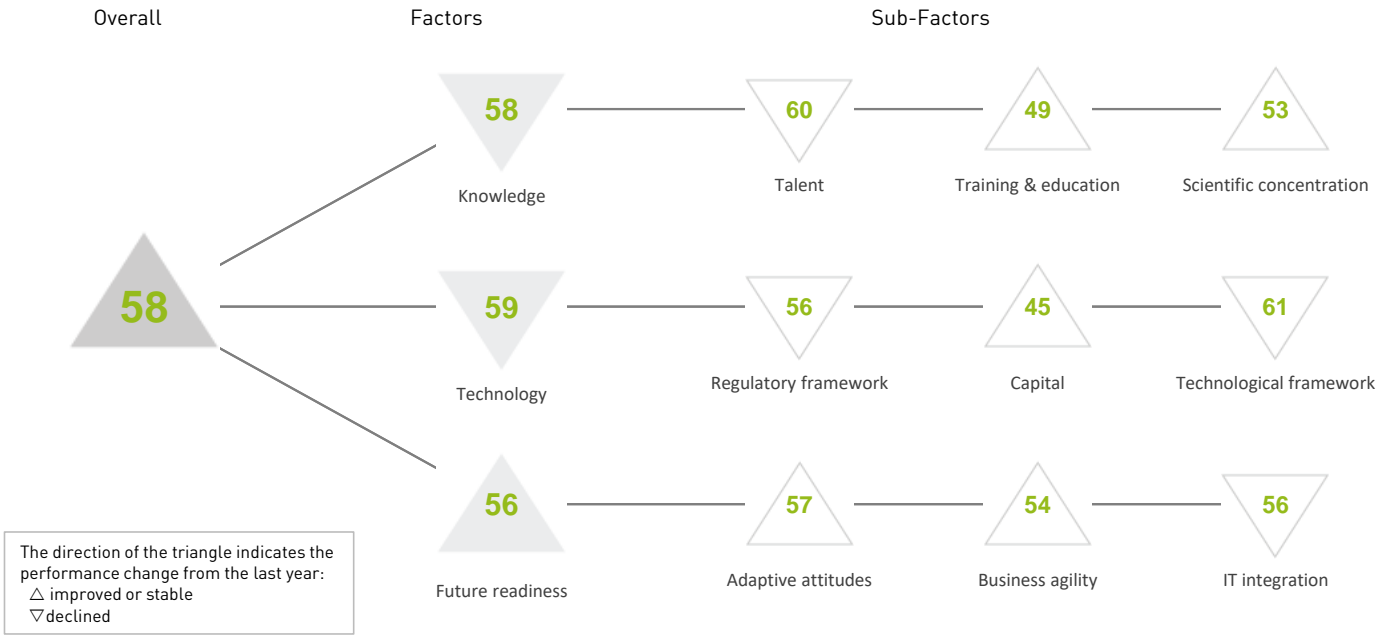 Overall Factors Sub-Factors
58 60 49 53
Knowledge Talent Training & education Scientific concentration
58 59 56 45 61
Technology Regulatory framework Capital Technological framework
56 57 54 56
Future readiness Adaptive attitudes Business agility IT integration
The direction of the triangle indicates the
performance change from the last year:
△ improved or stable
▽ declined